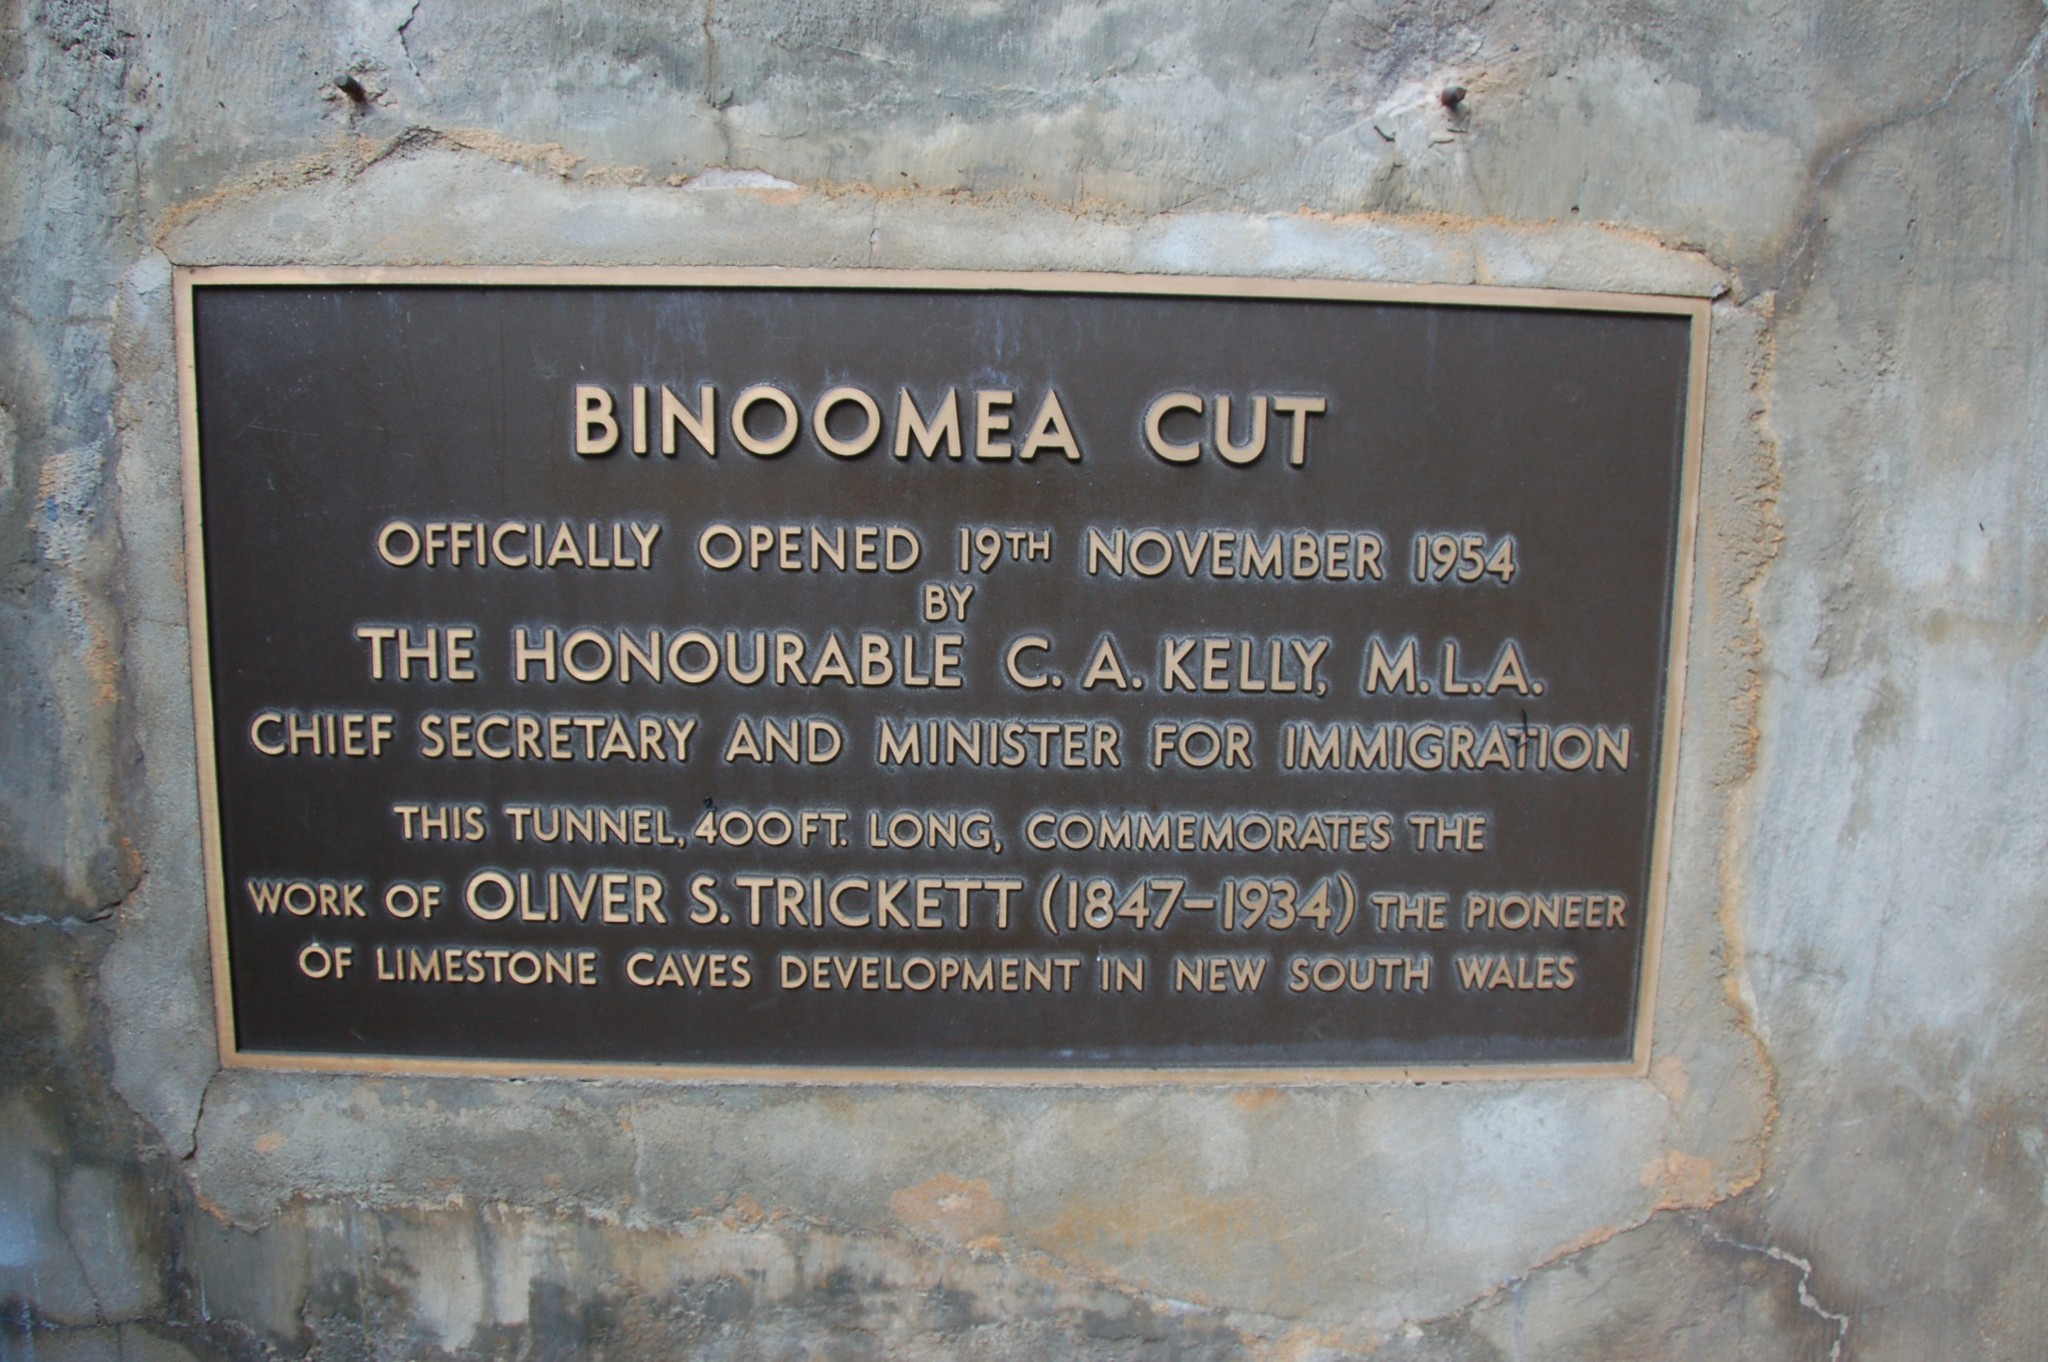 BINOOMEA CUT
OFFICIALLY OPENED 19TH NOVEMBER 1954
BY
THE HONOURABLE C. A. KELLY, M.L.A.
CHIEF SECRETARY AND MINISTER FOR IMMIGRATION
THIS TUNNEL, 400 FT. LONG, COMMEMORATES THE
WORK OF OLIVER S. TRICKETT (1847-1934) THE PIONEER
OF LIMESTONE CAVES DEVELOPMENT IN NEW SOUTH WALES